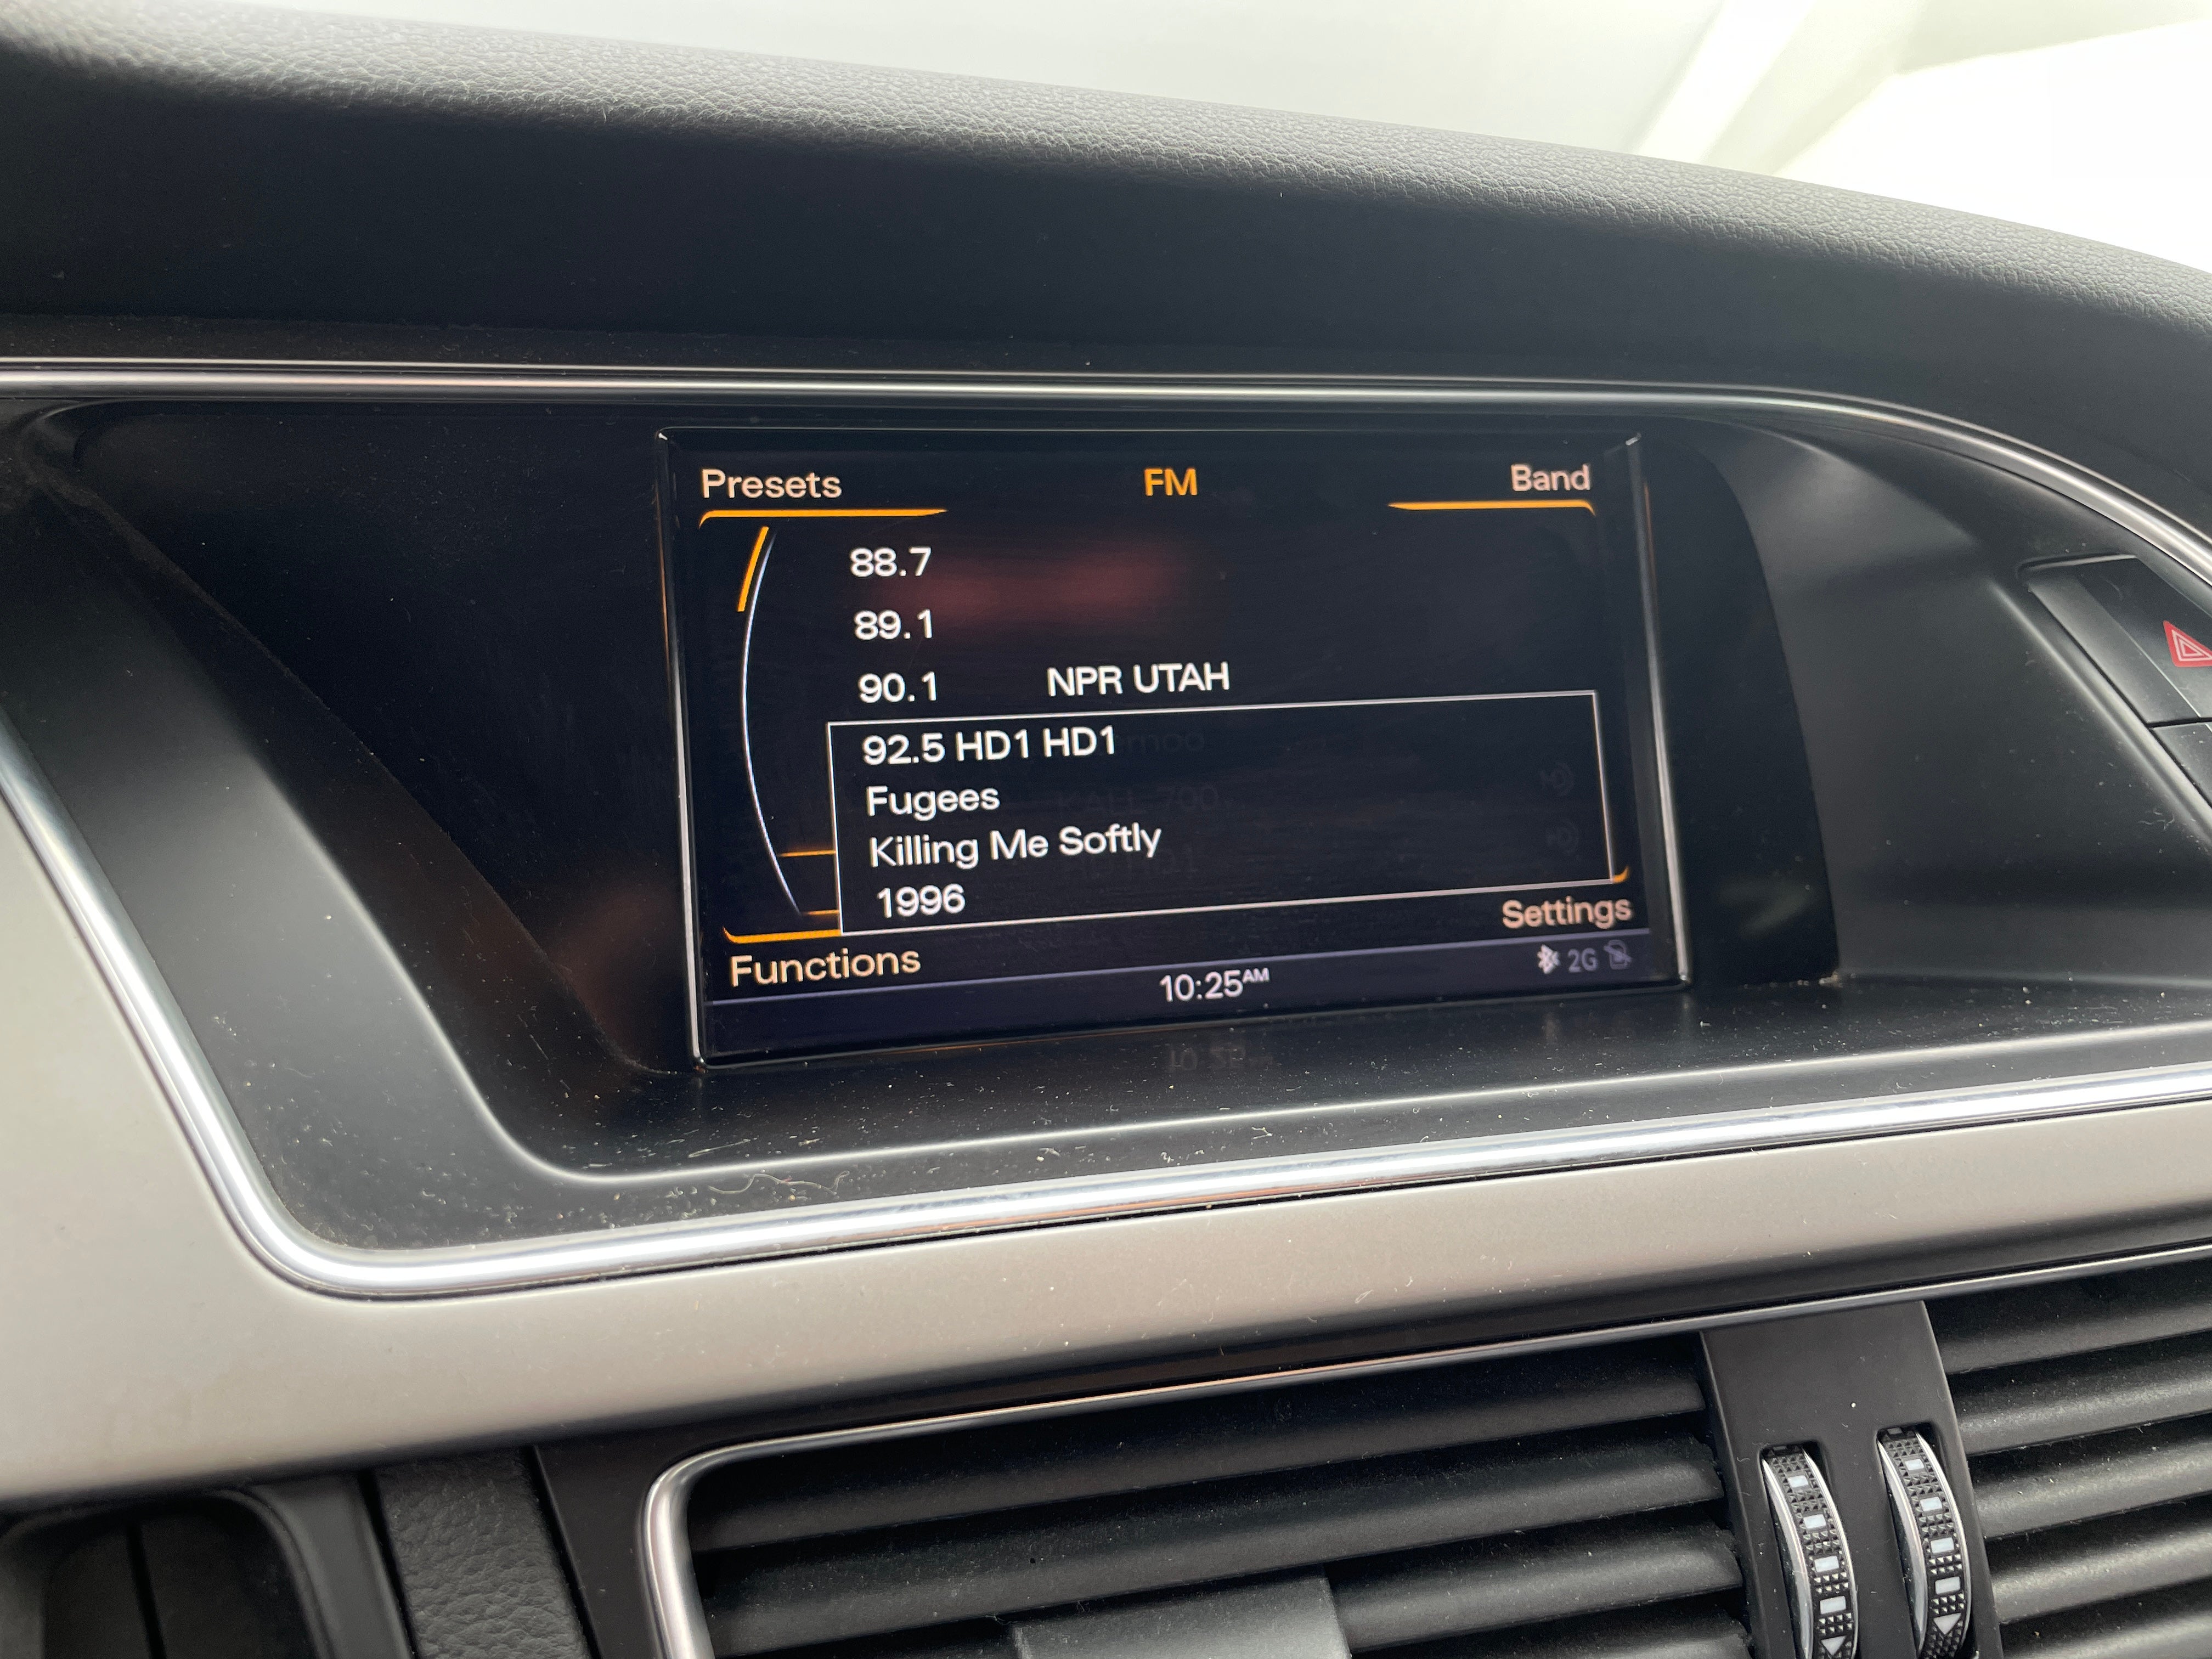 Presets FM Band
88.7
89.1
90.1 NPR UTAH
92.5 HD1 HD1
Fugees
Killing Me Softly
1996
Settings
Functions
10:25AM
2G